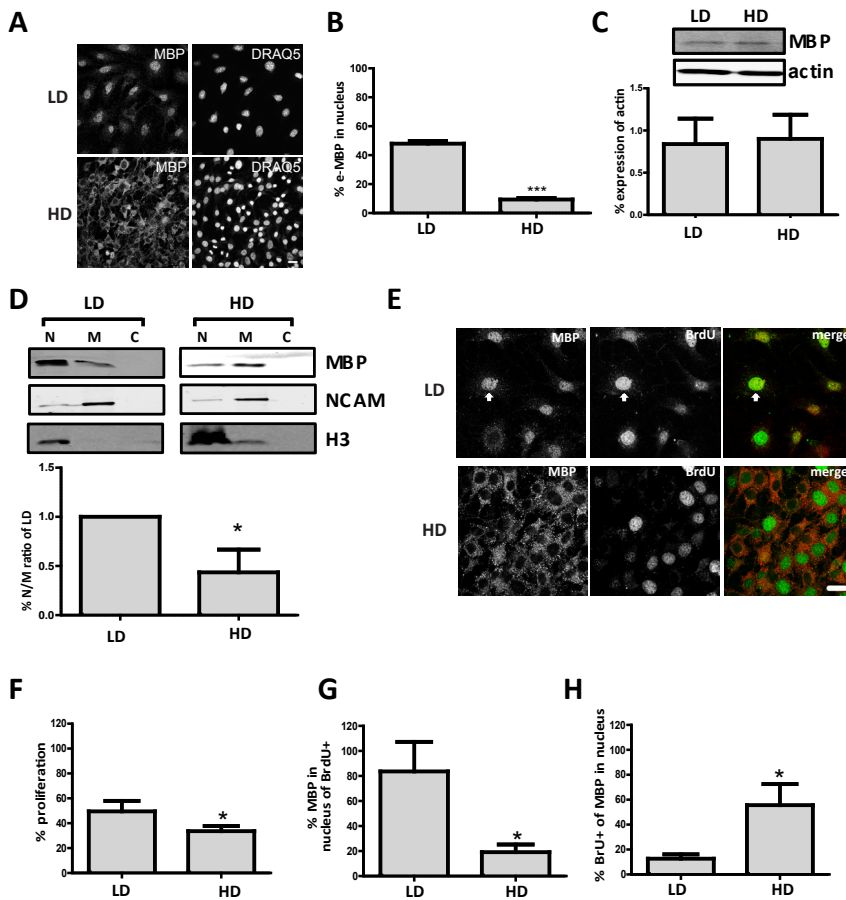 A
MBP
DRAQ5
LD
MBP
DRAQ5
HD
B
% e-MBP in nucleus
100
80
60
40
20
0
***
LD
HD
C
LD HD
MBP
actin
% expression of actin
1.5
1.0
0.5
0.0
LD
HD
D
LD
HD
N M C
N M C
MBP
NCAM
H3
% N/M ratio of LD
1.5
1.0
0.5
0.0
*
LD
HD
E
MBP
BrdU
merge
LD
MBP
BrdU
merge
HD
F
% proliferation
120
100
80
60
40
20
0
*
LD
HD
G
% MBP in
nucleus of BrdU+
120
100
80
60
40
20
0
*
LD
HD
H
% BrU+ of MBP in nucleus
120
100
80
60
40
20
0
*
LD
HD